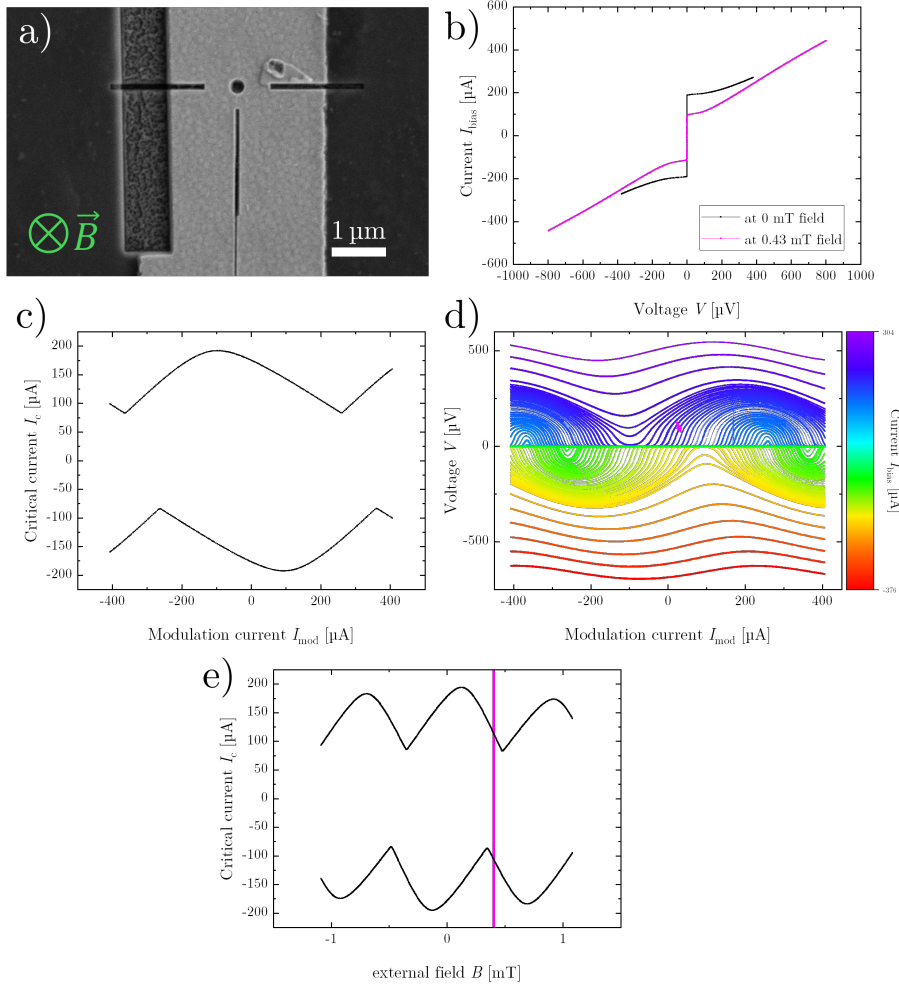 a)
B
1 µm
b)
Current I_bias [µA]
600
400
200
0
-200
-400
-600
-1000 -800 -600 -400 -200 0 200 400 600 800 1000
at 0 mT field
at 0.43 mT field
Voltage V [µV]
c)
Critical current I_c [µA]
200
150
100
50
0
-50
-100
-150
-200
-400 -200 0 200 400
Modulation current I_mod [µA]
d)
Voltage V [µV]
500
0
-500
-400 -200 0 200 400
Modulation current I_mod [µA]
304
Current I_bias [µA]
-376
e)
Critical current I_c [µA]
200
150
100
50
0
-50
-100
-150
-200
-1 0 1
external field B [mT]